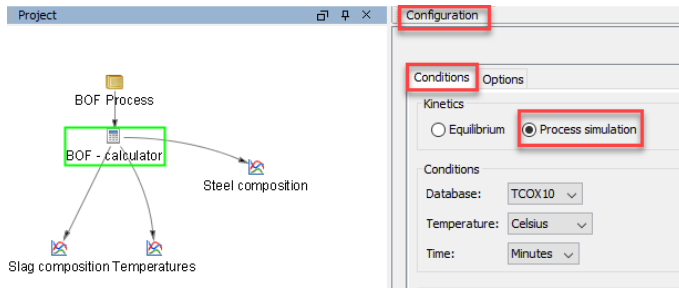 Project
BOF Process
BOF - calculator
Steel composition
Slag composition Temperatures
Configuration
Conditions Options
Kinetics
Equilibrium Process simulation
Conditions
Database: TCOX10
Temperature: Celsius
Time: Minutes